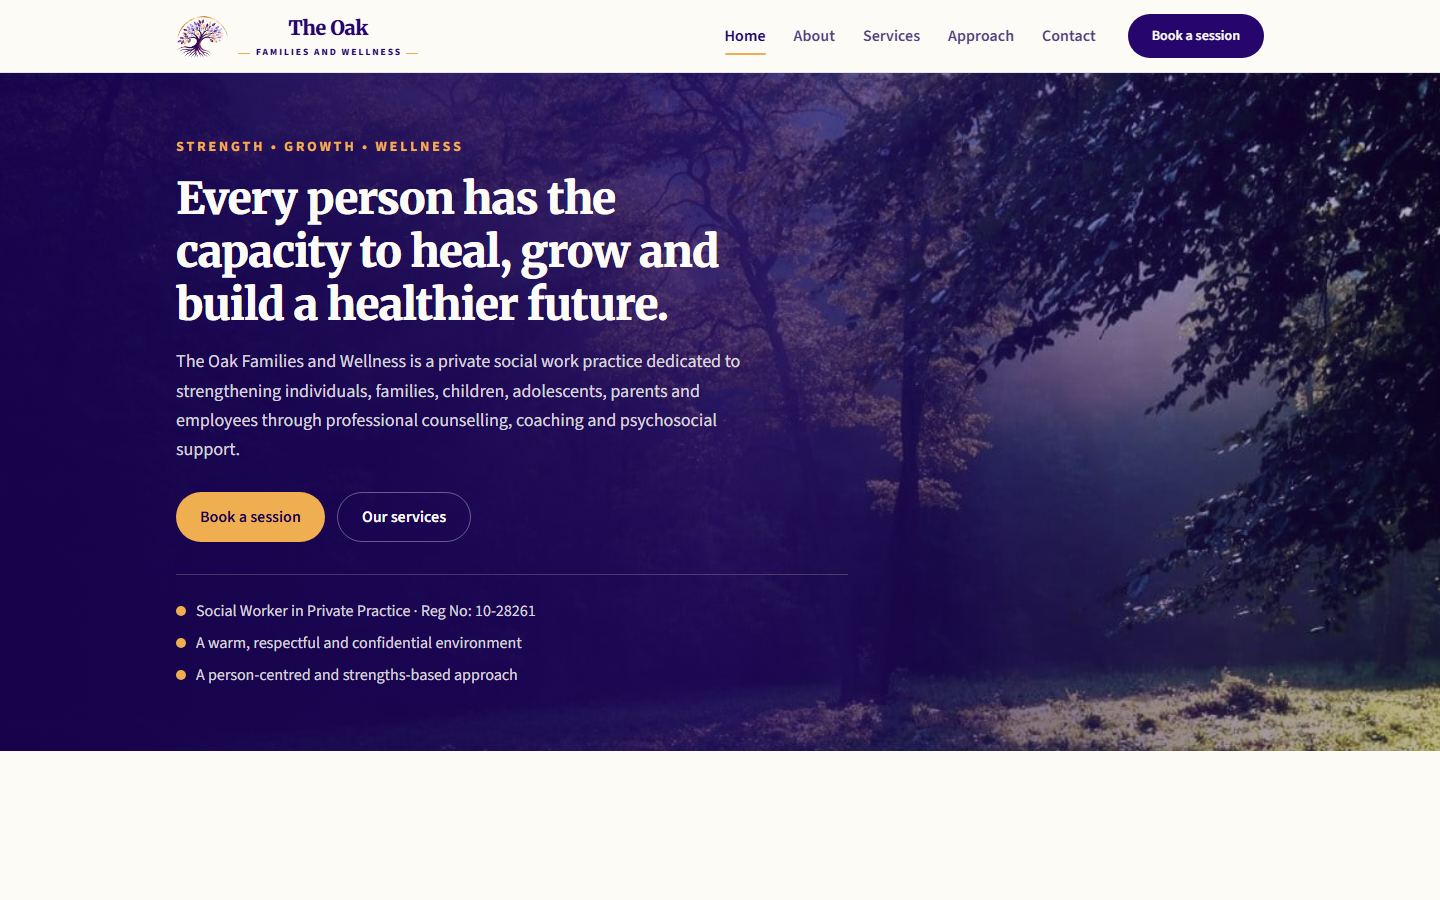 The Oak
FAMILIES AND WELLNESS
Home
About
Services
Approach
Contact
Book a session
STRENGTH • GROWTH • WELLNESS
Every person has the
capacity to heal, grow and
build a healthier future.
The Oak Families and Wellness is a private social work practice dedicated to
strengthening individuals, families, children, adolescents, parents and
employees through professional counselling, coaching and psychosocial
support.
Book a session
Our services
Social Worker in Private Practice · Reg No: 10-28261
A warm, respectful and confidential environment
A person-centred and strengths-based approach